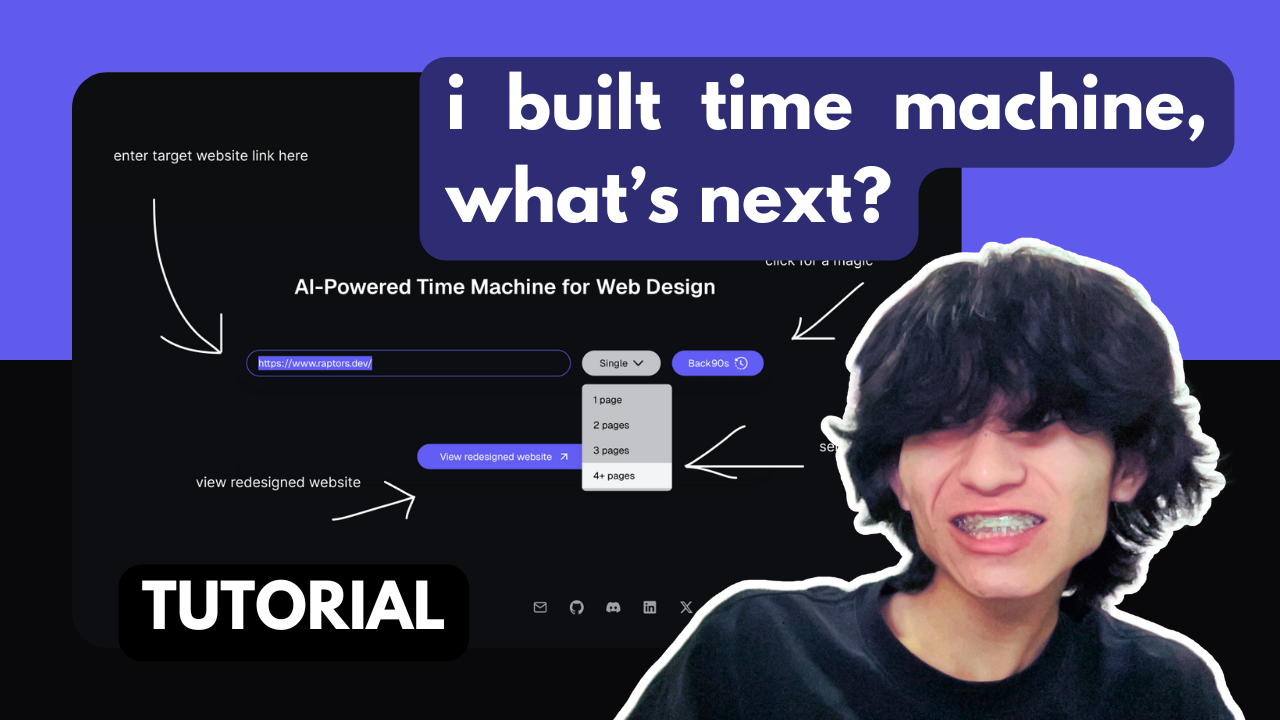 i built time machine,
what's next?
enter target website link here
click for a magic
AI-Powered Time Machine for Web Design
https://www.raptors.dev/
Single
Back90s
1 page
2 pages
3 pages
4+ pages
View redesigned website
view redesigned website
TUTORIAL